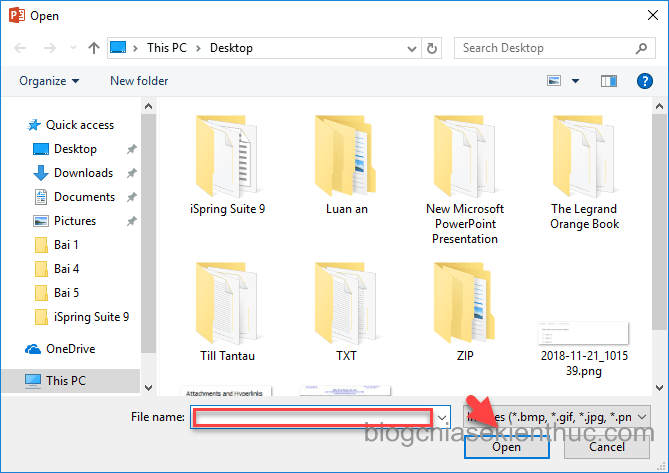 Open
This PC > Desktop
Search Desktop
Organize
New folder
Quick access
Desktop
Downloads
Documents
Pictures
Bai 1
Bai 4
Bai 5
iSpring Suite 9
OneDrive
This PC
iSpring Suite 9
Luan an
New Microsoft
PowerPoint
Presentation
The Legrand
Orange Book
Till Tantau
TXT
ZIP
2018-11-21_1015
39.png
Attachments and Hyperlinks
File name:
(*.bmp, *.gif, *.jpg, *.pn
blogchiasekienthuc.com
Open
Cancel